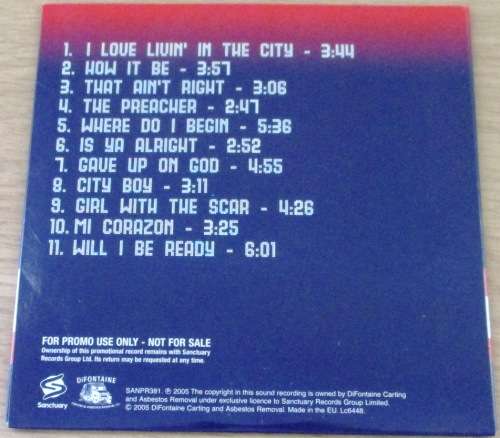 1. I LOVE LIVIN' IN THE CITY - 3:44
2. HOW IT BE - 3:57
3. THAT AIN'T RIGHT - 3:06
4. THE PREACHER - 2:47
5. WHERE DO I BEGIN - 5:36
6. IS YA ALRIGHT - 2:52
7. GAVE UP ON GOD - 4:55
8. CITY BOY - 3:11
9. GIRL WITH THE SCAR - 4:26
10. MI CORAZON - 3:25
11. WILL I BE READY - 6:01
FOR PROMO USE ONLY - NOT FOR SALE
Ownership of this promotional record remains with Sanctuary
Records Group Ltd. Its return may be requested at any time.
Sanctuary
DiFONTAINE
SANPR381 ℗ 2005 The copyright in this sound recording is owned by DiFontaine Carting
and Asbestos Removal under exclusive licence to Sanctuary Records Group Limited.
© 2005 DiFontaine Carting and Asbestos Removal. Made in the EU. Lc6448.